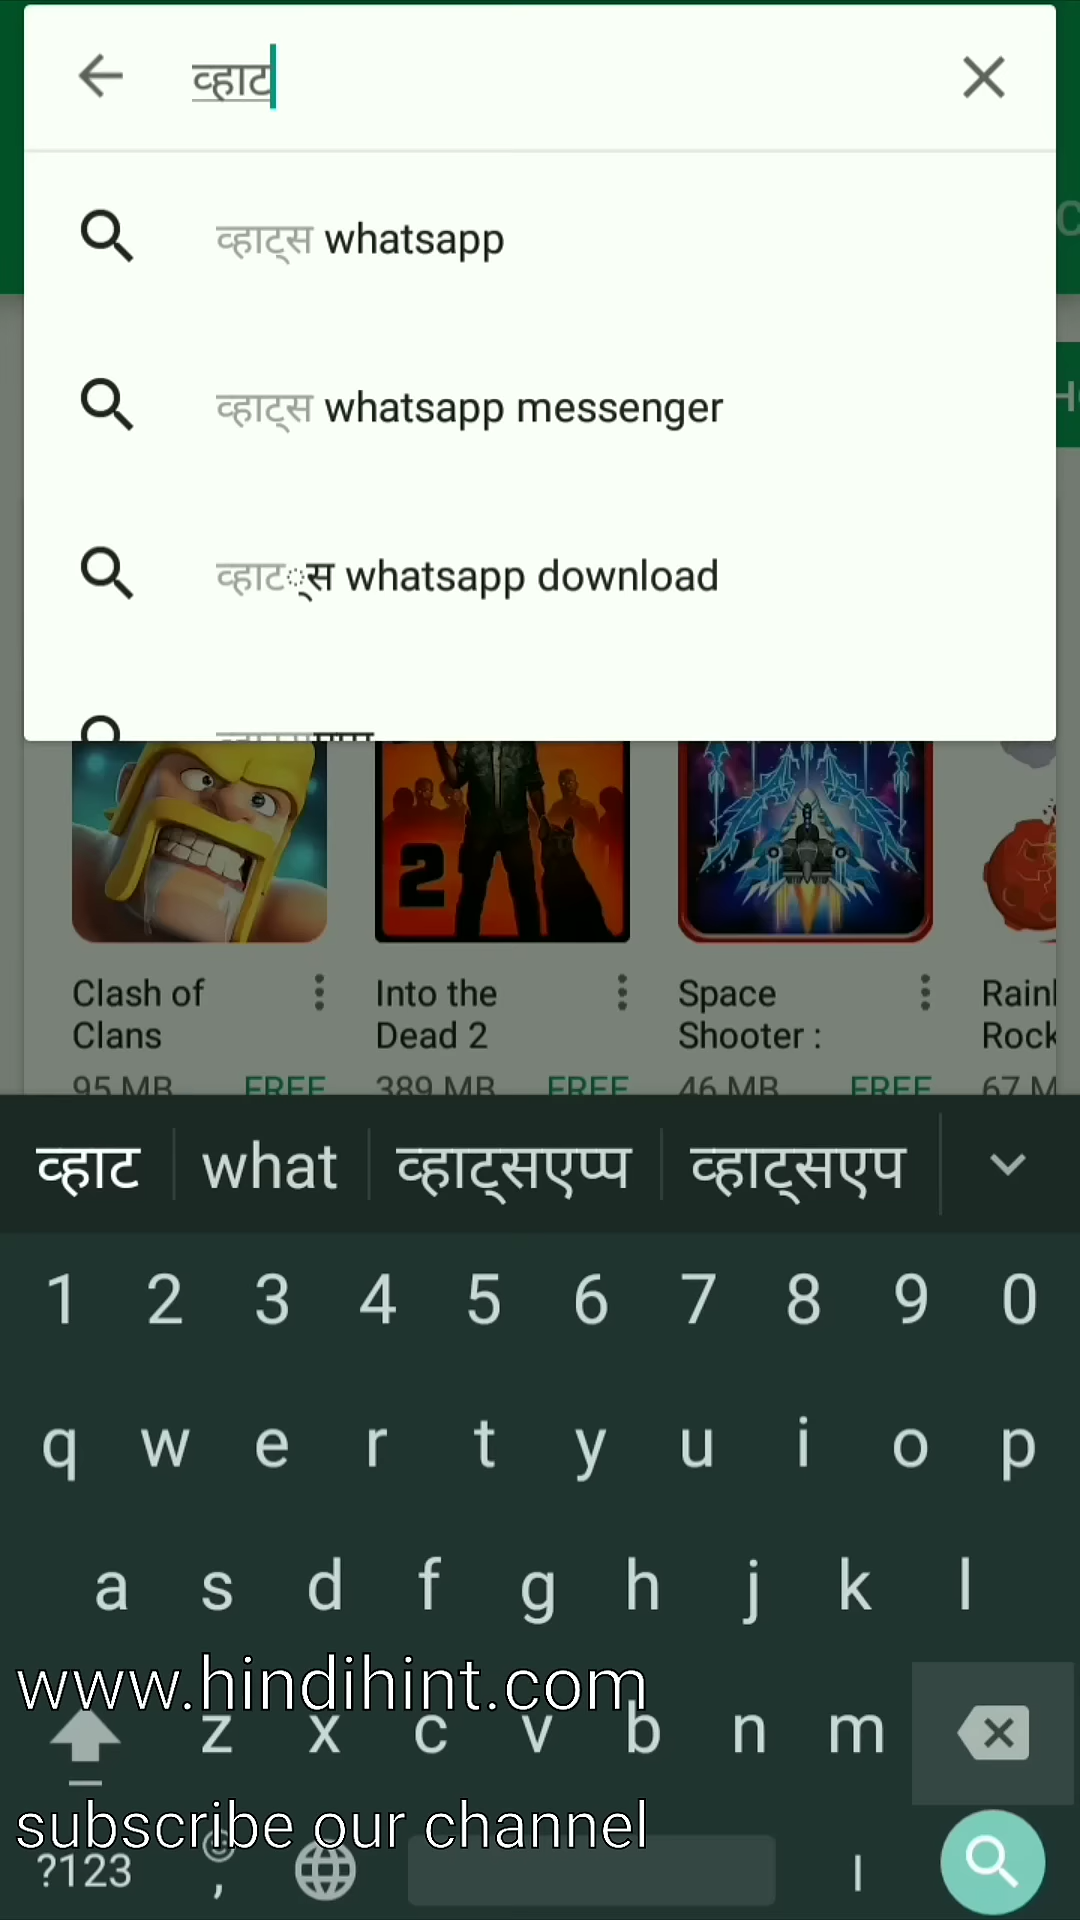 व्हाट
व्हाट्स whatsapp
व्हाट्स whatsapp messenger
व्हाट्स whatsapp download
2
Clash of Clans
Into the Dead 2
Space Shooter :
95 MB FREE
389 MB FREE
46 MB FREE
व्हाट what व्हाट्सएप्प व्हाट्सएप
1 2 3 4 5 6 7 8 9 0
q w e r t y u i o p
a s d f g h j k l
www.hindihint.com
z x c v b n m
subscribe our channel
?123 , ।